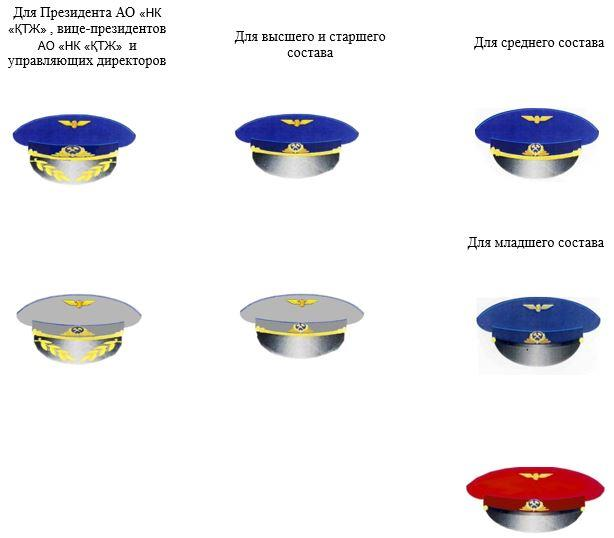 Для Президента АО «НК
«ҚТЖ» , вице-президентов
АО «НК «ҚТЖ» и
управляющих директоров
Для высшего и старшего
состава
Для среднего состава
Для младшего состава